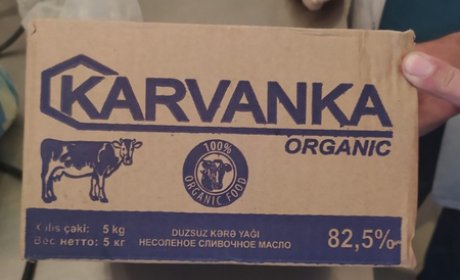 KARVANKA
ORGANIC
100%
ORGANIC FOOD
Xalis çəki: 5 kg
Вес нетто: 5 кг
DUZSUZ KƏRƏ YAĞI
НЕСОЛЕНОЕ СЛИВОЧНОЕ МАСЛО
82,5%